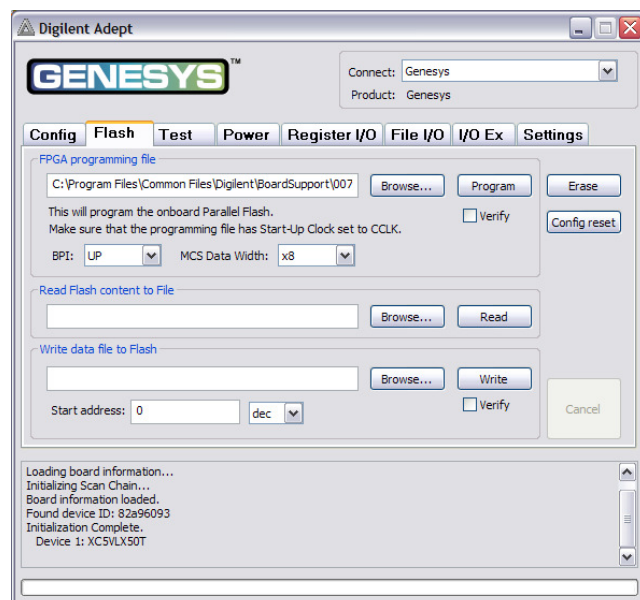 Digilent Adept
GENESYS™
Connect: Genesys
Product: Genesys
Config Flash Test Power Register I/O File I/O I/O Ex Settings
FPGA programming file
C:\Program Files\Common Files\Digilent\BoardSupport\007 Browse... Program Erase
This will program the onboard Parallel Flash. Verify
Make sure that the programming file has Start-Up Clock set to CCLK. Config reset
BPI: UP MCS Data Width: x8
Read Flash content to File
Browse... Read
Write data file to Flash
Browse... Write
Start address: 0 dec Verify Cancel
Loading board information...
Initializing Scan Chain...
Board information loaded.
Found device ID: 82a96093
Initialization Complete.
Device 1: XC5VLX50T